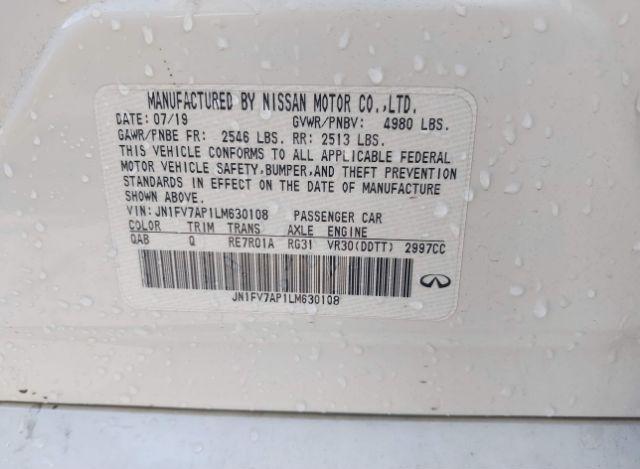 MANUFACTURED BY NISSAN MOTOR CO.,LTD.
DATE: 07/19 GVWR/PNBV: 4980 LBS.
GAWR/PNBE FR: 2546 LBS. RR: 2513 LBS.
THIS VEHICLE CONFORMS TO ALL APPLICABLE FEDERAL
MOTOR VEHICLE SAFETY,BUMPER,AND THEFT PREVENTION
STANDARDS IN EFFECT ON THE DATE OF MANUFACTURE
SHOWN ABOVE.
VIN: JN1FV7AP1LM630108 PASSENGER CAR
COLOR TRIM TRANS AXLE ENGINE
QAB Q RE7R01A RG31 VR30(DDTT) 2997CC
JN1FV7AP1LM630108